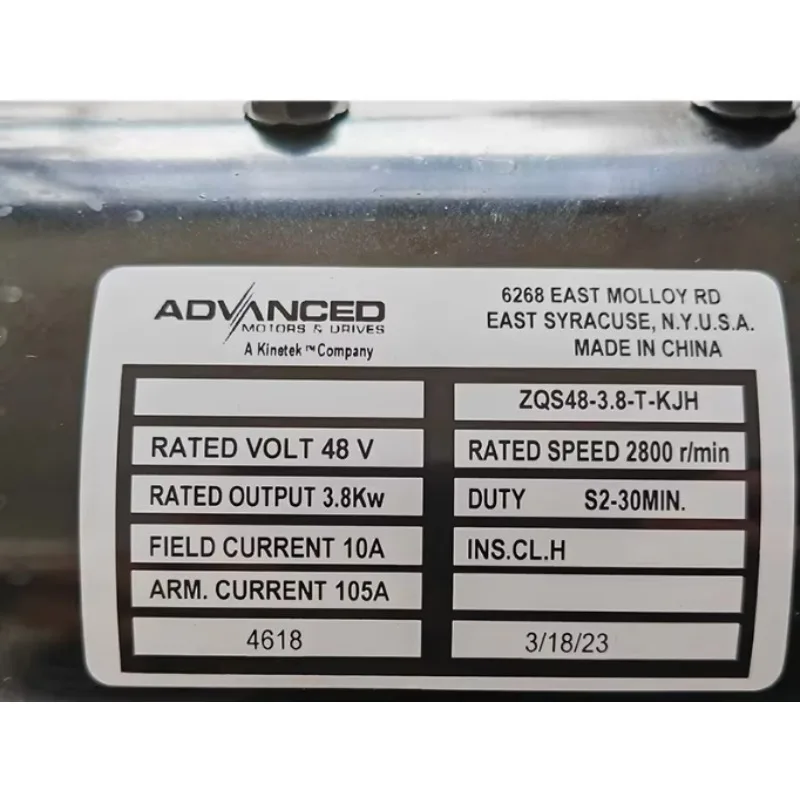 ADVANCED
MOTORS & DRIVES
A Kinetek™Company
6268 EAST MOLLOY RD
EAST SYRACUSE, N.Y.U.S.A.
MADE IN CHINA
ZQS48-3.8-T-KJH
RATED VOLT 48 V
RATED SPEED 2800 r/min
RATED OUTPUT 3.8Kw
DUTY S2-30MIN.
FIELD CURRENT 10A
INS.CL.H
ARM. CURRENT 105A
4618
3/18/23